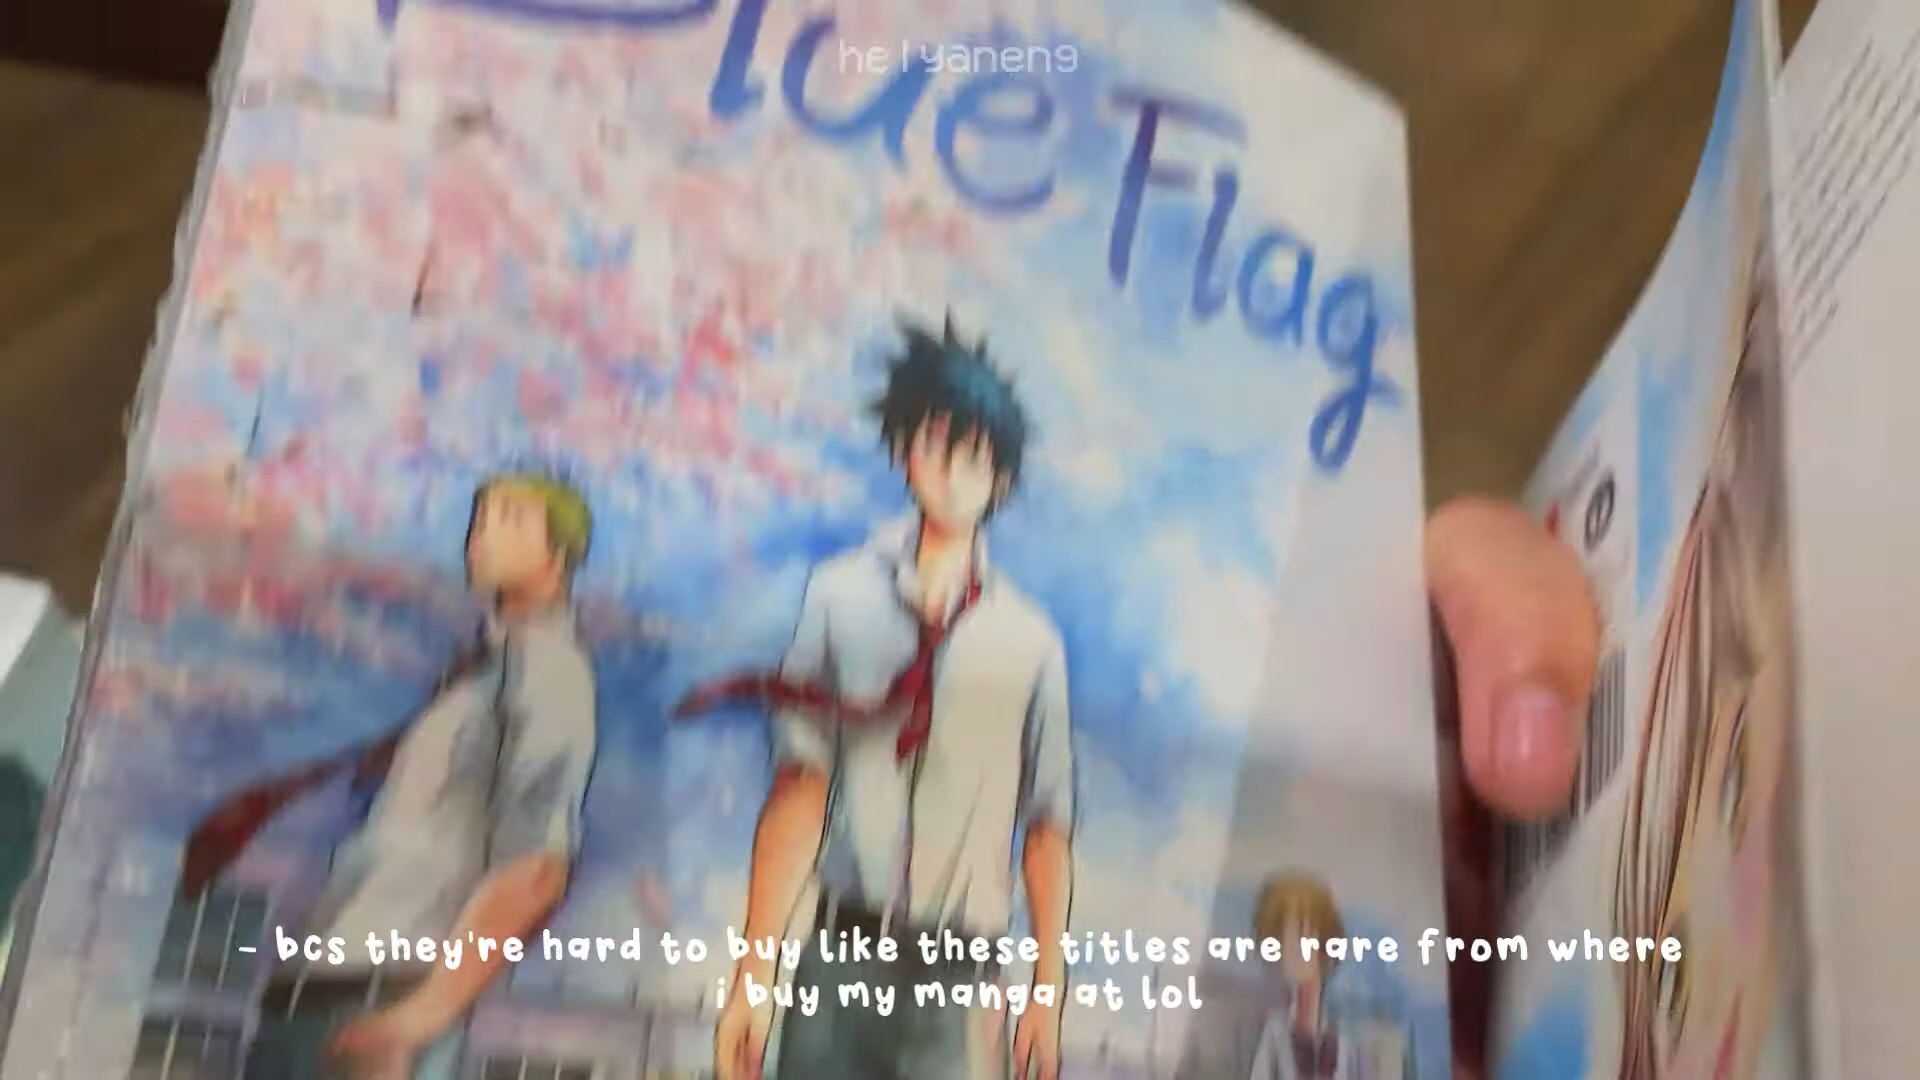 Blue Flag
helyaneng
- bcs they're hard to buy like these titles are rare from where
i buy my manga at lol